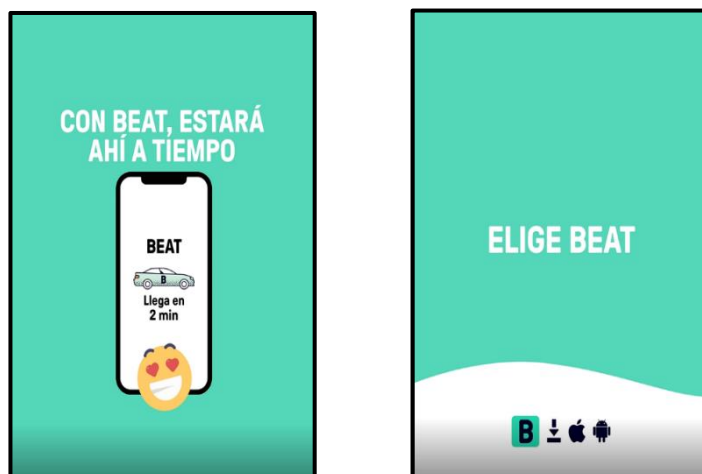 CON BEAT, ESTARÁ
AHÍ A TIEMPO
BEAT
B
Llega en
2 min
ELIGE BEAT
B